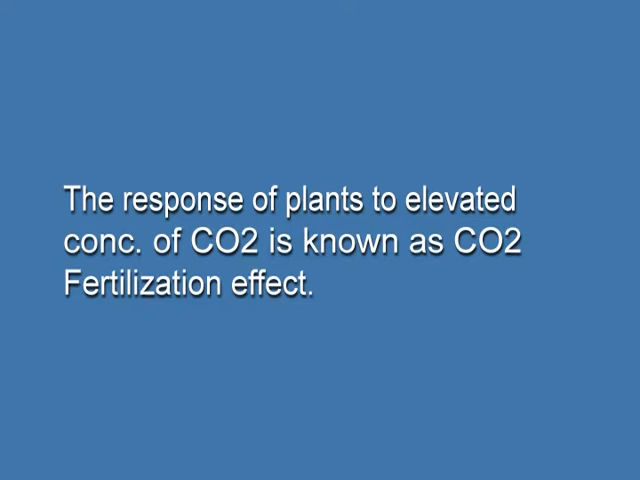 The response of plants to elevated
conc. of CO2 is known as CO2
Fertilization effect.